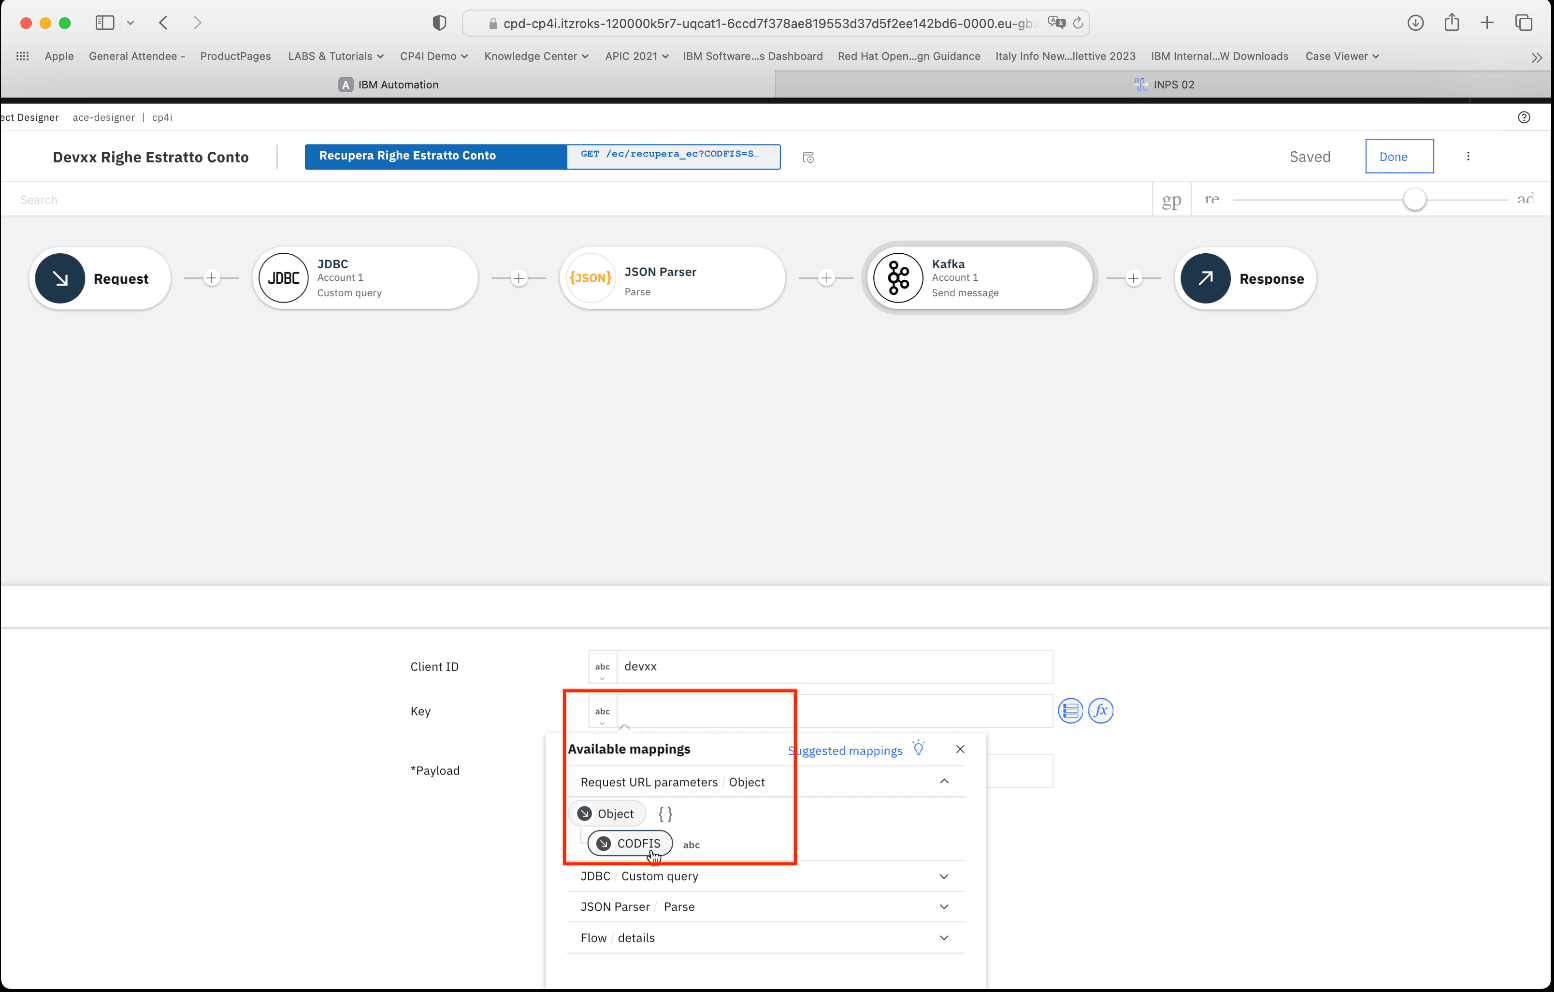 cpd-cp4i.itzroks-120000k5r7-uqcat1-6ccd7f378ae819553d37d5f2ee142bd6-0000.eu-gb.
Apple General Attendee - ProductPages LABS & Tutorials CP4I Demo Knowledge Center APIC 2021 IBM Software...s Dashboard Red Hat Open...gn Guidance Italy Info New...llettive 2023 IBM Internal...W Downloads Case Viewer
A IBM Automation INPS 02
ect Designer ace-designer | cp4i
Devxx Righe Estratto Conto Recupera Righe Estratto Conto GET /ec/recupera_ec?CODFIS=S… Saved Done
Search gp re ad
Request
JDBC
JDBC
Account 1
Custom query
{JSON}
JSON Parser
Parse
Kafka
Account 1
Send message
Response
Client ID abc devxx
Key abc fx
*Payload
Available mappings Suggested mappings
Request URL parameters / Object
Object { }
CODFIS abc
JDBC / Custom query
JSON Parser / Parse
Flow / details